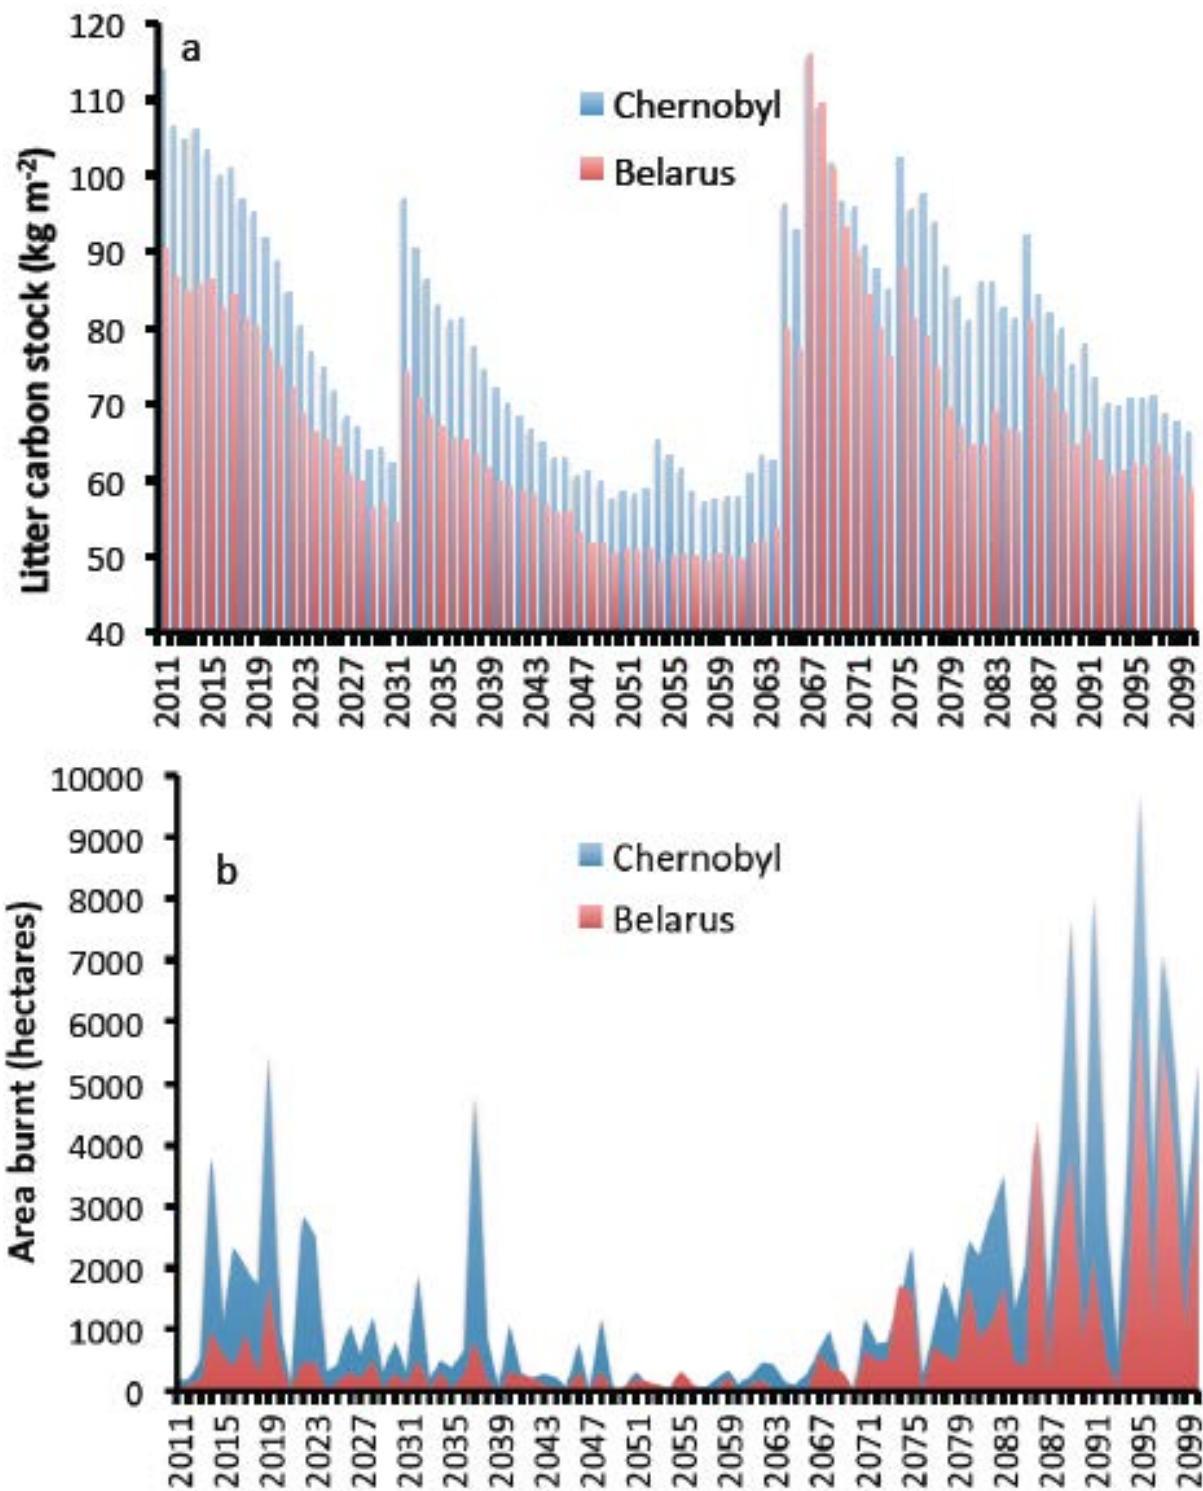 120
110
100
90
80
70
60
50
40
Litter carbon stock (kg m-2)
a
Chernobyl
Belarus
2011 2015 2019 2023 2027 2031 2035 2039 2043 2047 2051 2055 2059 2063 2067 2071 2075 2079 2083 2087 2091 2095 2099
10000
9000
8000
7000
6000
5000
4000
3000
2000
1000
0
Area burnt (hectares)
b
Chernobyl
Belarus
2011 2015 2019 2023 2027 2031 2035 2039 2043 2047 2051 2055 2059 2063 2067 2071 2075 2079 2083 2087 2091 2095 2099